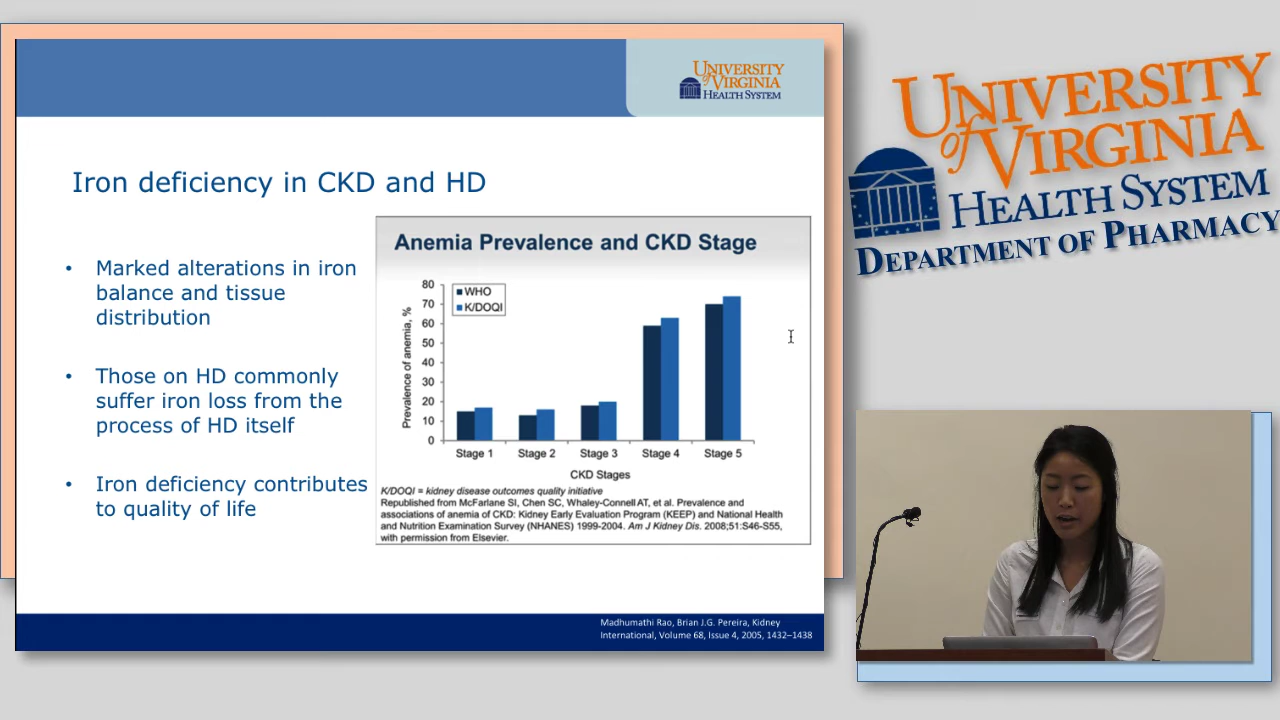 UNIVERSITY
of VIRGINIA
HEALTH SYSTEM
Iron deficiency in CKD and HD
• Marked alterations in iron
balance and tissue
distribution
• Those on HD commonly
suffer iron loss from the
process of HD itself
• Iron deficiency contributes
to quality of life
Anemia Prevalence and CKD Stage
Prevalence of anemia, %
80
70
60
50
40
30
20
10
0
WHO
K/DOQI
Stage 1 Stage 2 Stage 3 Stage 4 Stage 5
CKD Stages
K/DOQI = kidney disease outcomes quality initiative
Republished from McFarlane SI, Chen SC, Whaley-Connell AT, et al. Prevalence and
associations of anemia of CKD: Kidney Early Evaluation Program (KEEP) and National Health
and Nutrition Examination Survey (NHANES) 1999-2004. Am J Kidney Dis. 2008;51:S46-S55,
with permission from Elsevier.
Madhumathi Rao, Brian J.G. Pereira, Kidney
International, Volume 68, Issue 4, 2005, 1432–1438
UNIVERSITY
of VIRGINIA
HEALTH SYSTEM
DEPARTMENT OF PHARMACY